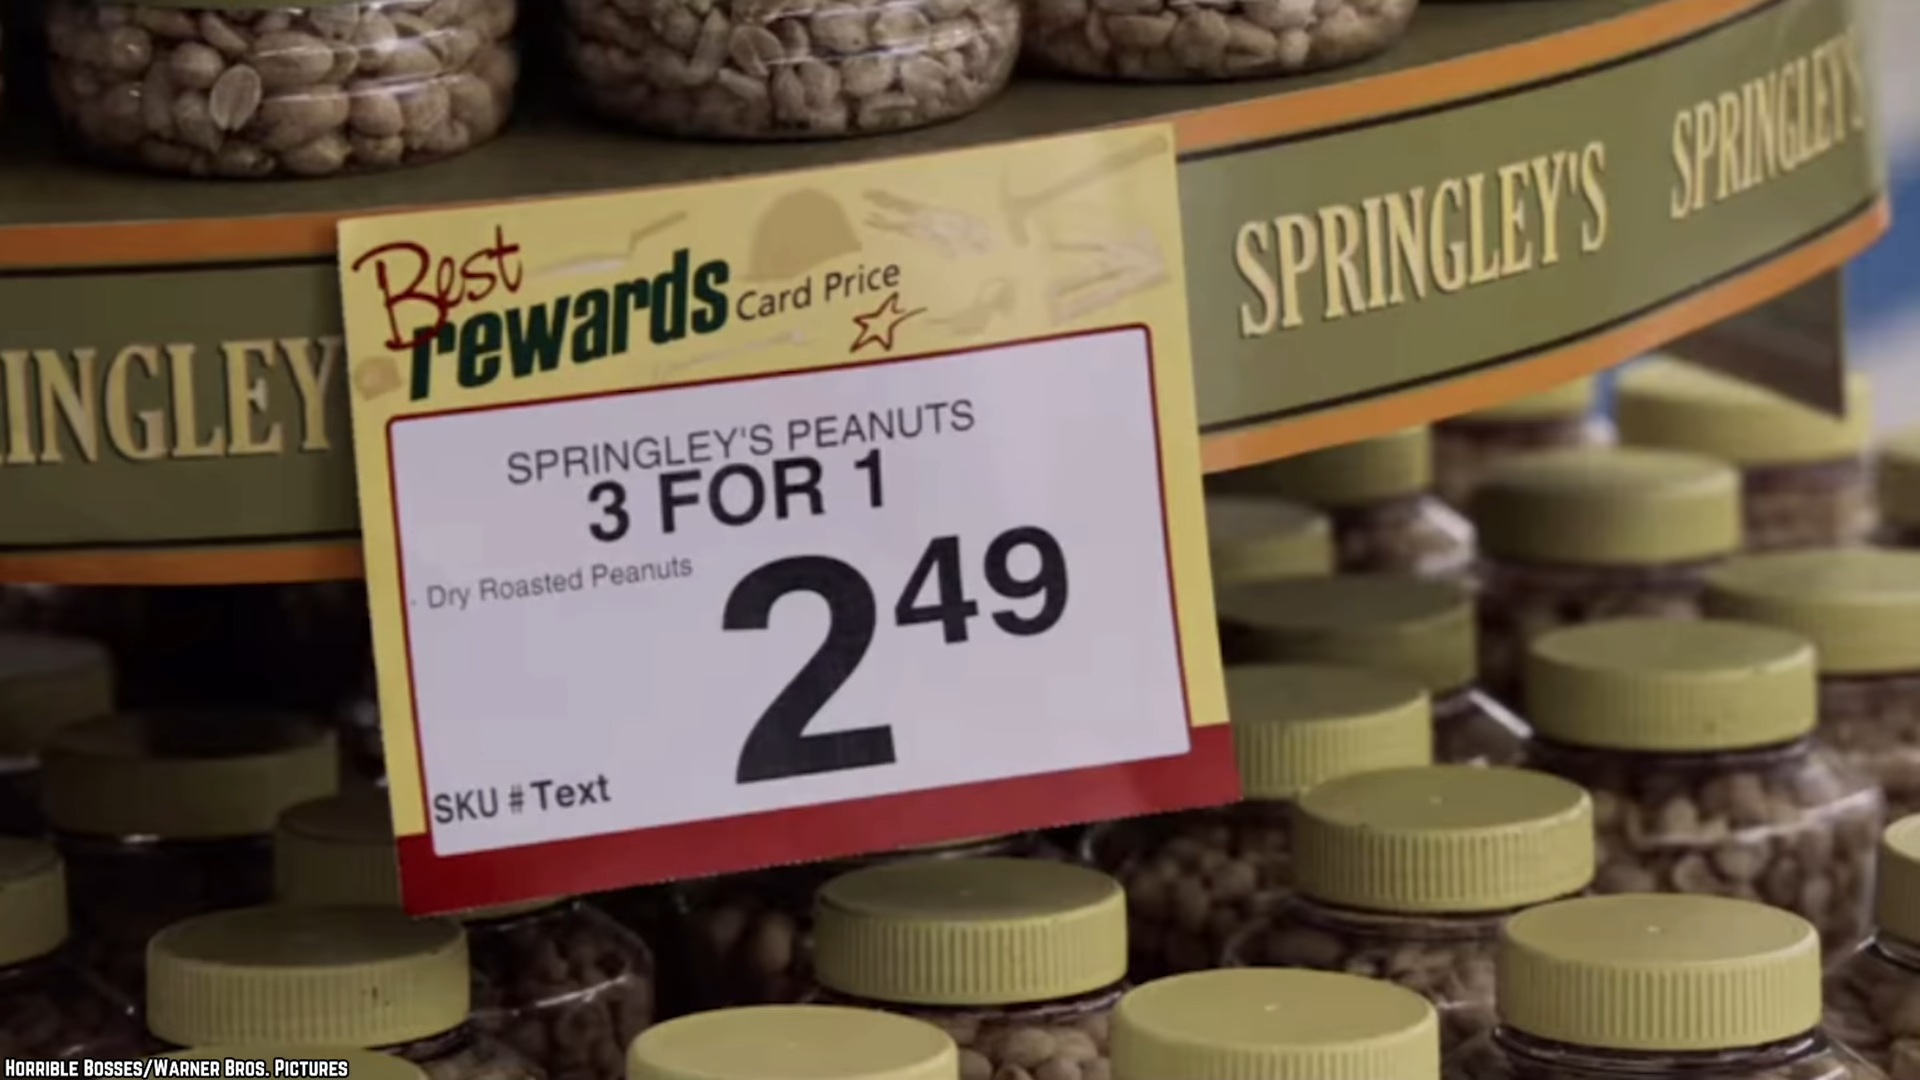 SPRINGLEY'S
SPRINGLEY'S
INGLEY
Best
rewards Card Price
SPRINGLEY'S PEANUTS
3 FOR 1
Dry Roasted Peanuts
2 49
SKU # Text
HORRIBLE BOSSES/WARNER BROS. PICTURES